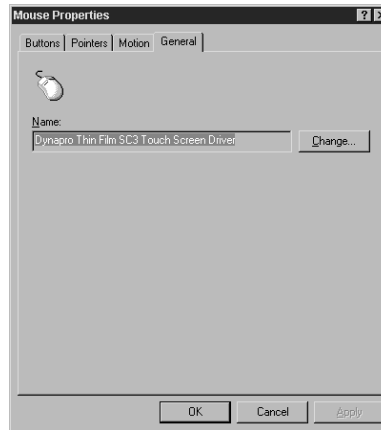 Mouse Properties
Buttons Pointers Motion General
Name:
Dynapro Thin Film SC3 Touch Screen Driver
Change...
OK Cancel Apply